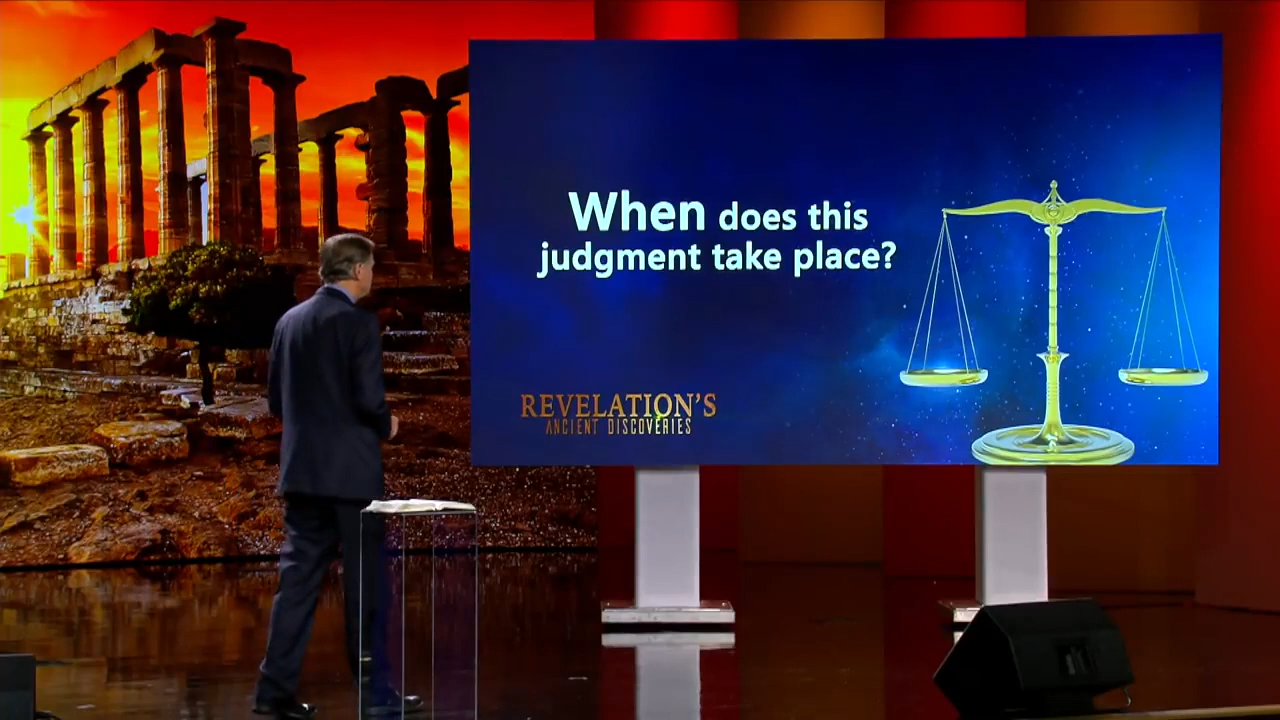 When does this
judgment take place?
REVELATION'S
ANCIENT DISCOVERIES